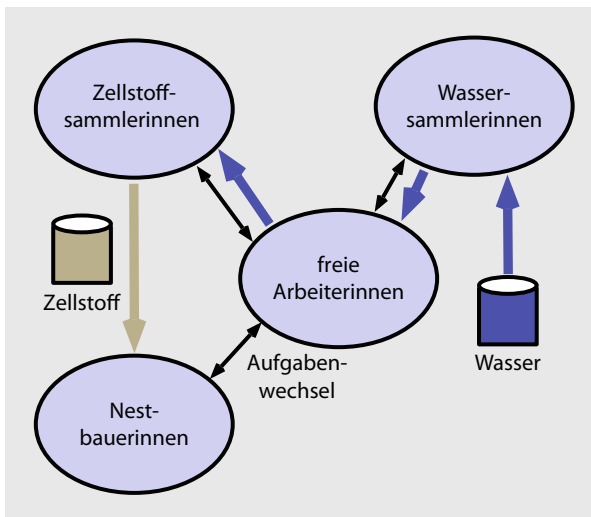 Zellstoff-
sammlerinnen
Wasser-
sammlerinnen
freie
Arbeiterinnen
Zellstoff
Aufgaben-
wechsel
Wasser
Nest-
bauerinnen